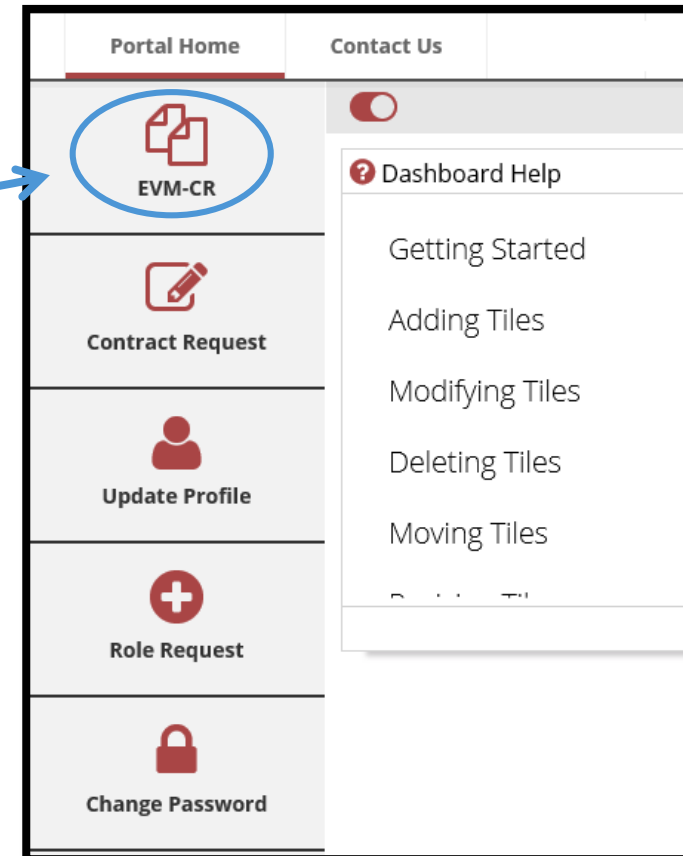 Portal Home
Contact Us
EVM-CR
Dashboard Help
Getting Started
Contract Request
Adding Tiles
Modifying Tiles
Update Profile
Deleting Tiles
Moving Tiles
Role Request
Change Password